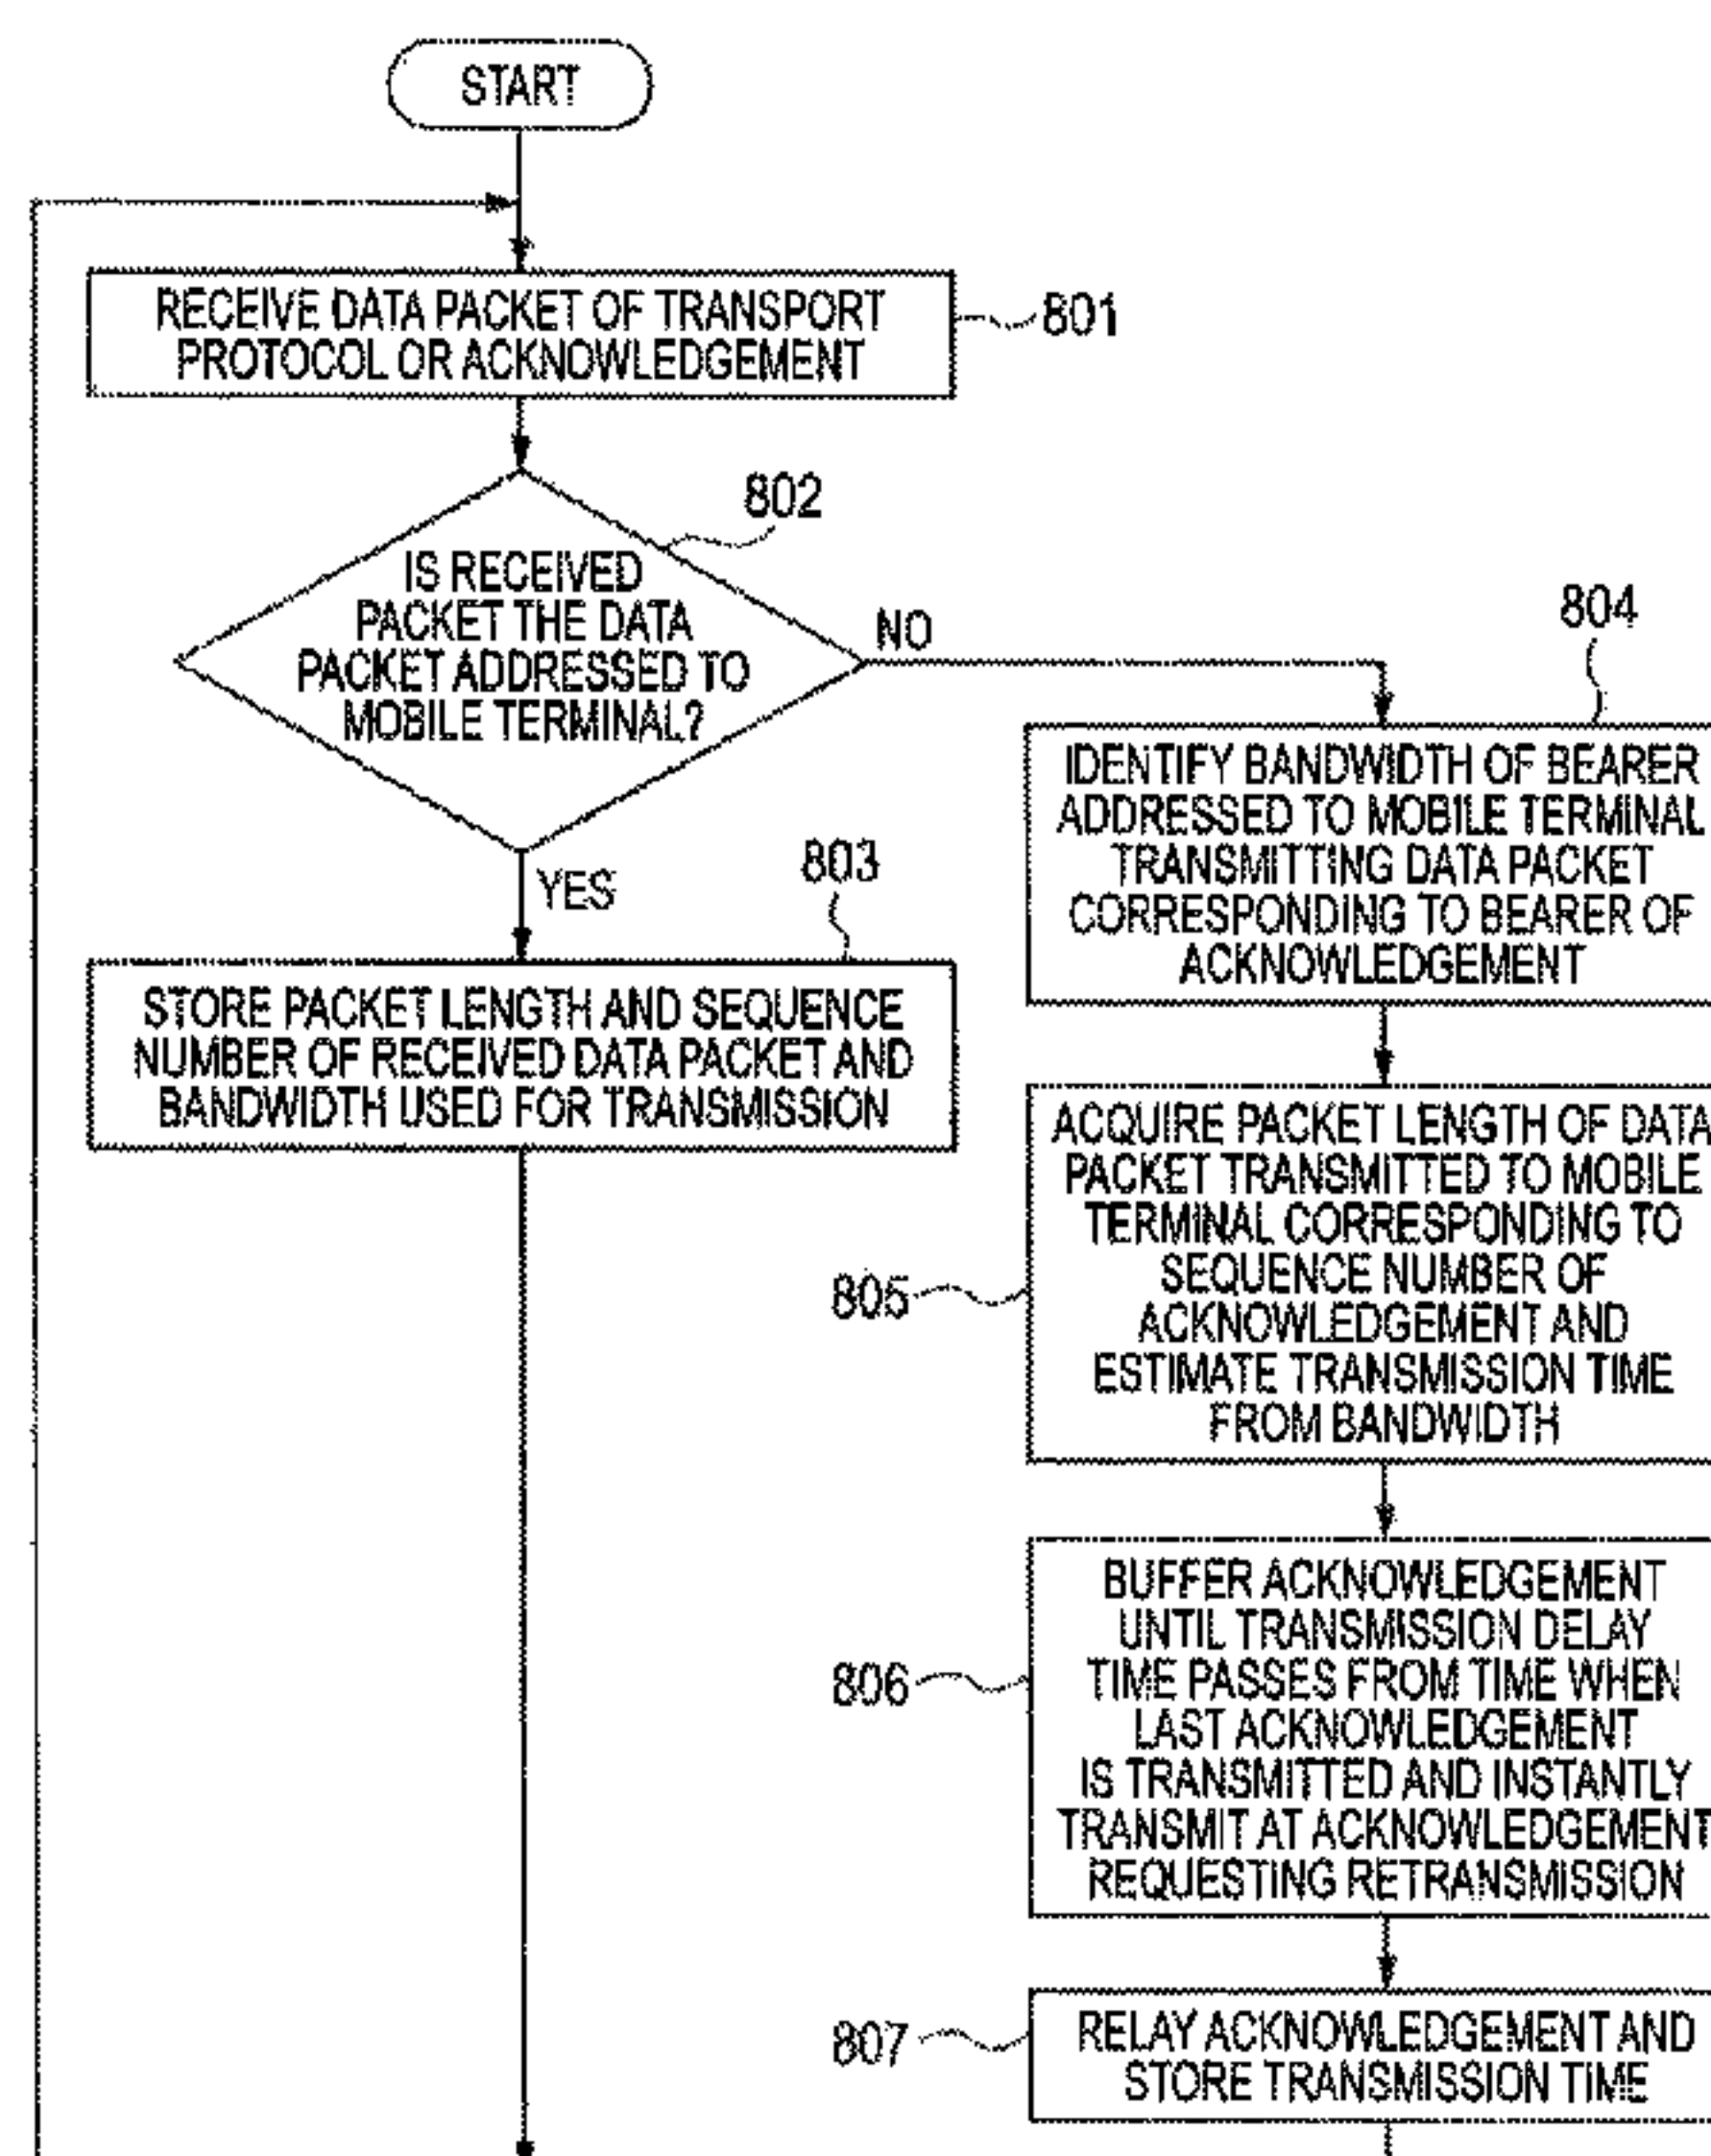 START
RECEIVE DATA PACKET OF TRANSPORT
PROTOCOL OR ACKNOWLEDGEMENT
801
802
IS RECEIVED
PACKET THE DATA
PACKET ADDRESSED TO
MOBILE TERMINAL?
NO
YES
803
STORE PACKET LENGTH AND SEQUENCE
NUMBER OF RECEIVED DATA PACKET AND
BANDWIDTH USED FOR TRANSMISSION
804
IDENTIFY BANDWIDTH OF BEARER
ADDRESSED TO MOBILE TERMINAL
TRANSMITTING DATA PACKET
CORRESPONDING TO BEARER OF
ACKNOWLEDGEMENT
805
ACQUIRE PACKET LENGTH OF DATA
PACKET TRANSMITTED TO MOBILE
TERMINAL CORRESPONDING TO
SEQUENCE NUMBER OF
ACKNOWLEDGEMENT AND
ESTIMATE TRANSMISSION TIME
FROM BANDWIDTH
806
BUFFER ACKNOWLEDGEMENT
UNTIL TRANSMISSION DELAY
TIME PASSES FROM TIME WHEN
LAST ACKNOWLEDGEMENT
IS TRANSMITTED AND INSTANTLY
TRANSMIT AT ACKNOWLEDGEMENT
REQUESTING RETRANSMISSION
807
RELAY ACKNOWLEDGEMENT AND
STORE TRANSMISSION TIME